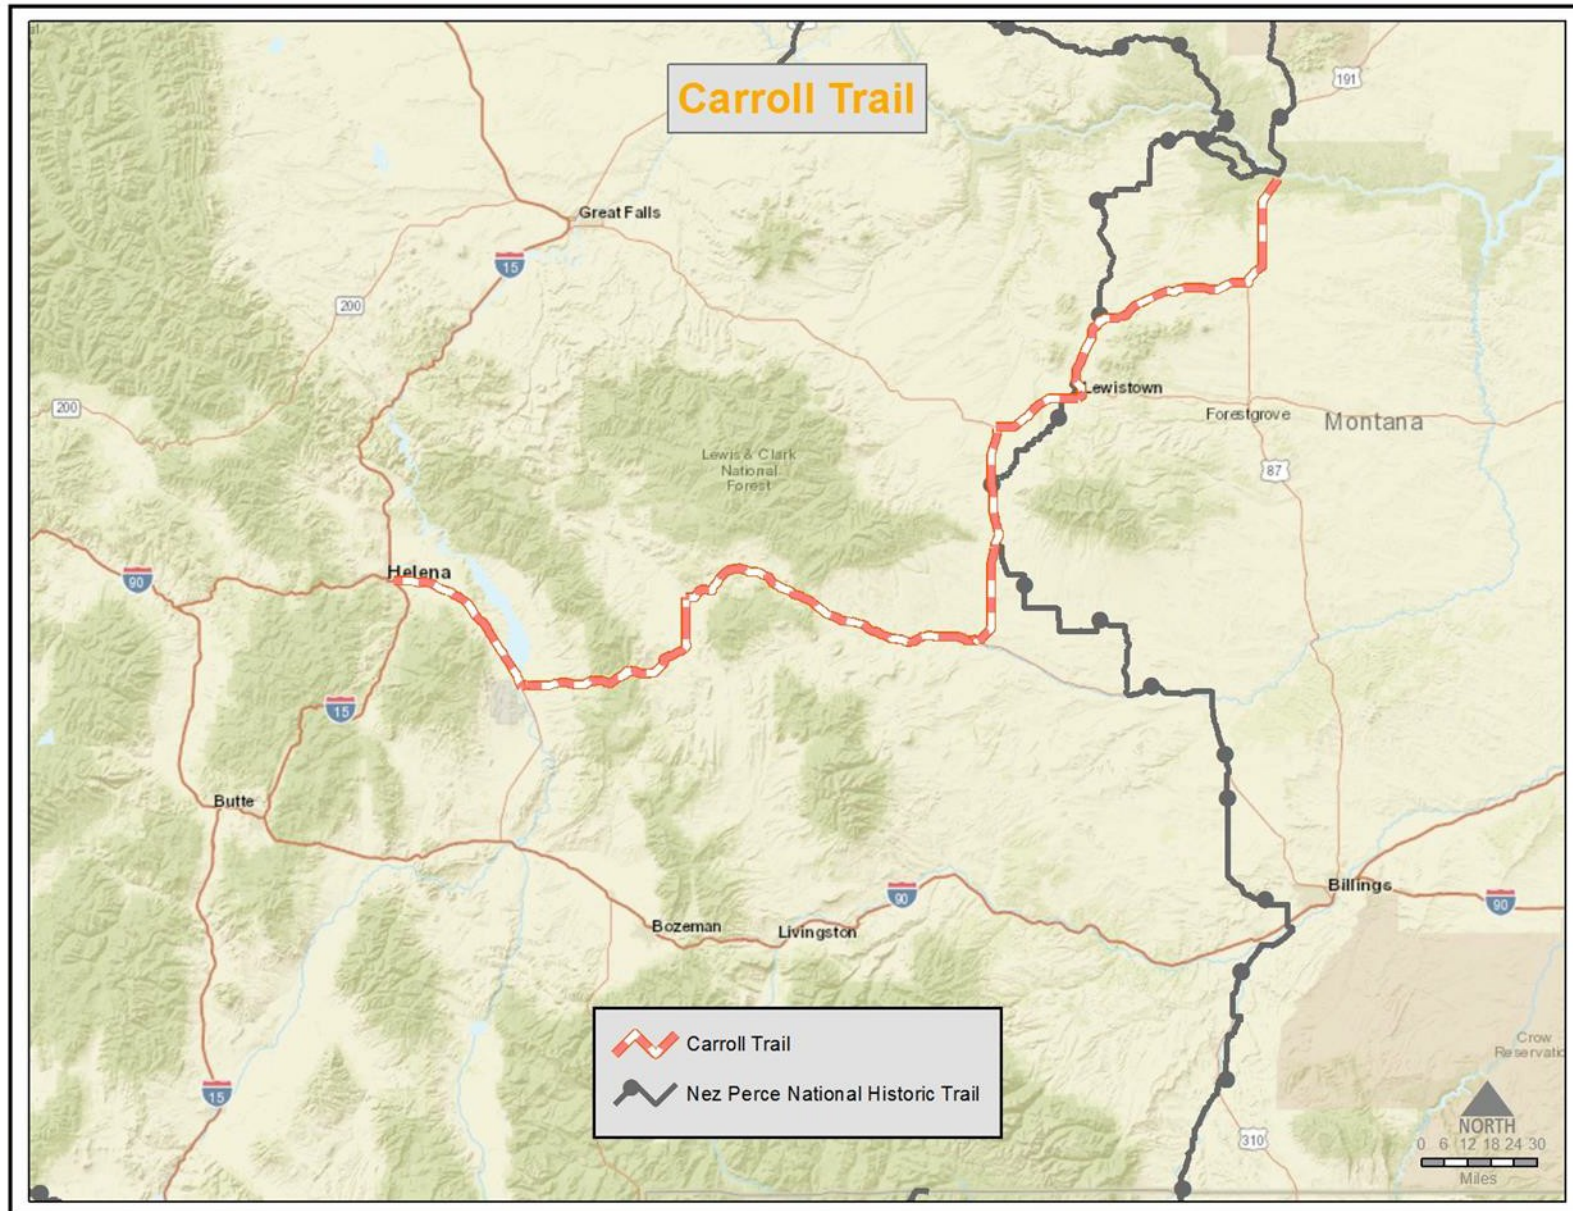 Carroll Trail
191
Great Falls
15
200
200
Lewistown
Forestgrove
Montana
Lewis & Clark
National
Forest
87
Helena
90
15
Butte
Billings
90
90
Bozeman
Livingston
Carroll Trail
Nez Perce National Historic Trail
Crow
Reservatio
15
310
NORTH
0 6 12 18 24 30
Miles